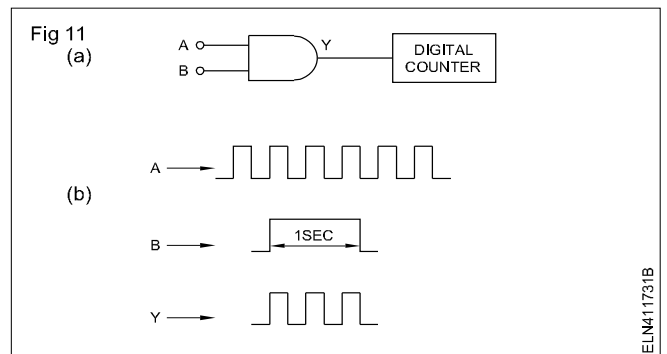 Fig 11
(a)
A
B
Y
DIGITAL
COUNTER
(b)
A
B
1SEC
Y
ELN411731B